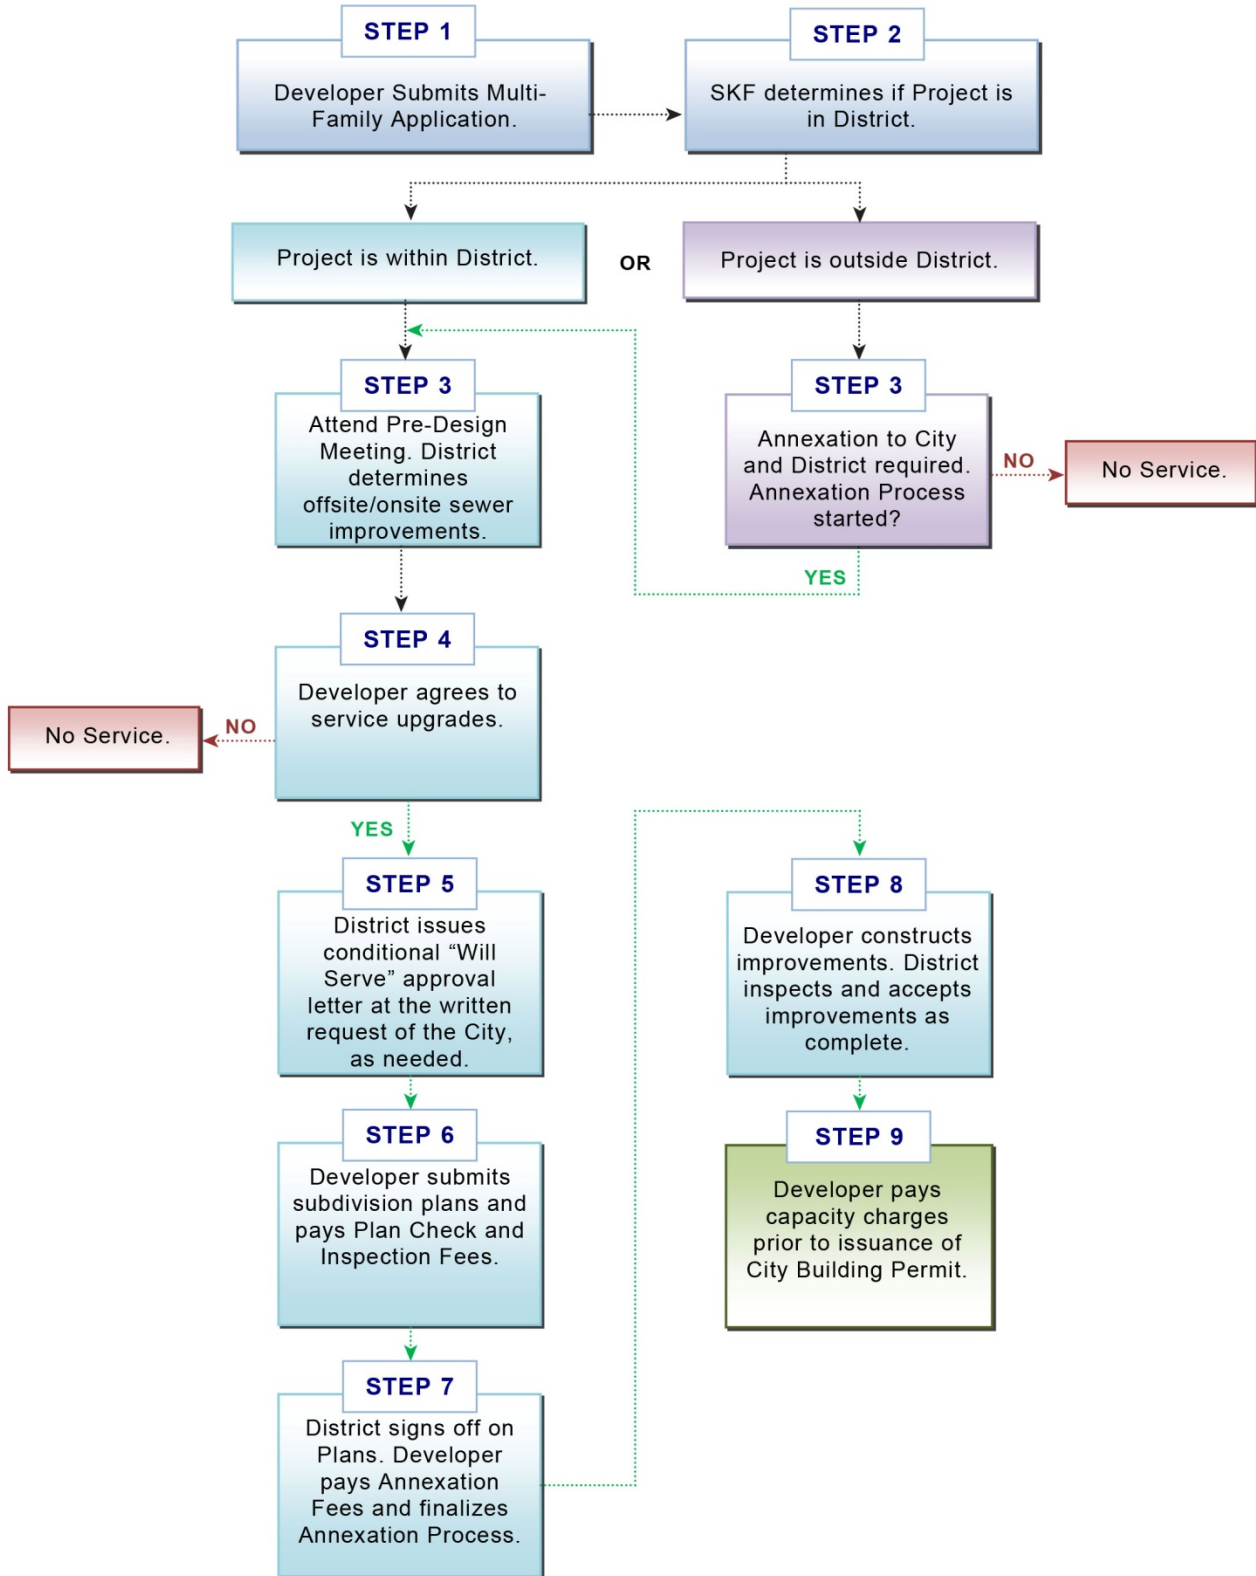 STEP 1
Developer Submits Multi-
Family Application.
STEP 2
SKF determines if Project is
in District.
Project is within District.
OR
Project is outside District.
STEP 3
Attend Pre-Design
Meeting. District
determines
offsite/onsite sewer
improvements.
STEP 3
Annexation to City
and District required.
Annexation Process
started?
NO
No Service.
YES
STEP 4
Developer agrees to
service upgrades.
NO
No Service.
YES
STEP 5
District issues
conditional “Will
Serve” approval
letter at the written
request of the City,
as needed.
STEP 6
Developer submits
subdivision plans and
pays Plan Check and
Inspection Fees.
STEP 7
District signs off on
Plans. Developer
pays Annexation
Fees and finalizes
Annexation Process.
STEP 8
Developer constructs
improvements. District
inspects and accepts
improvements as
complete.
STEP 9
Developer pays
capacity charges
prior to issuance of
City Building Permit.